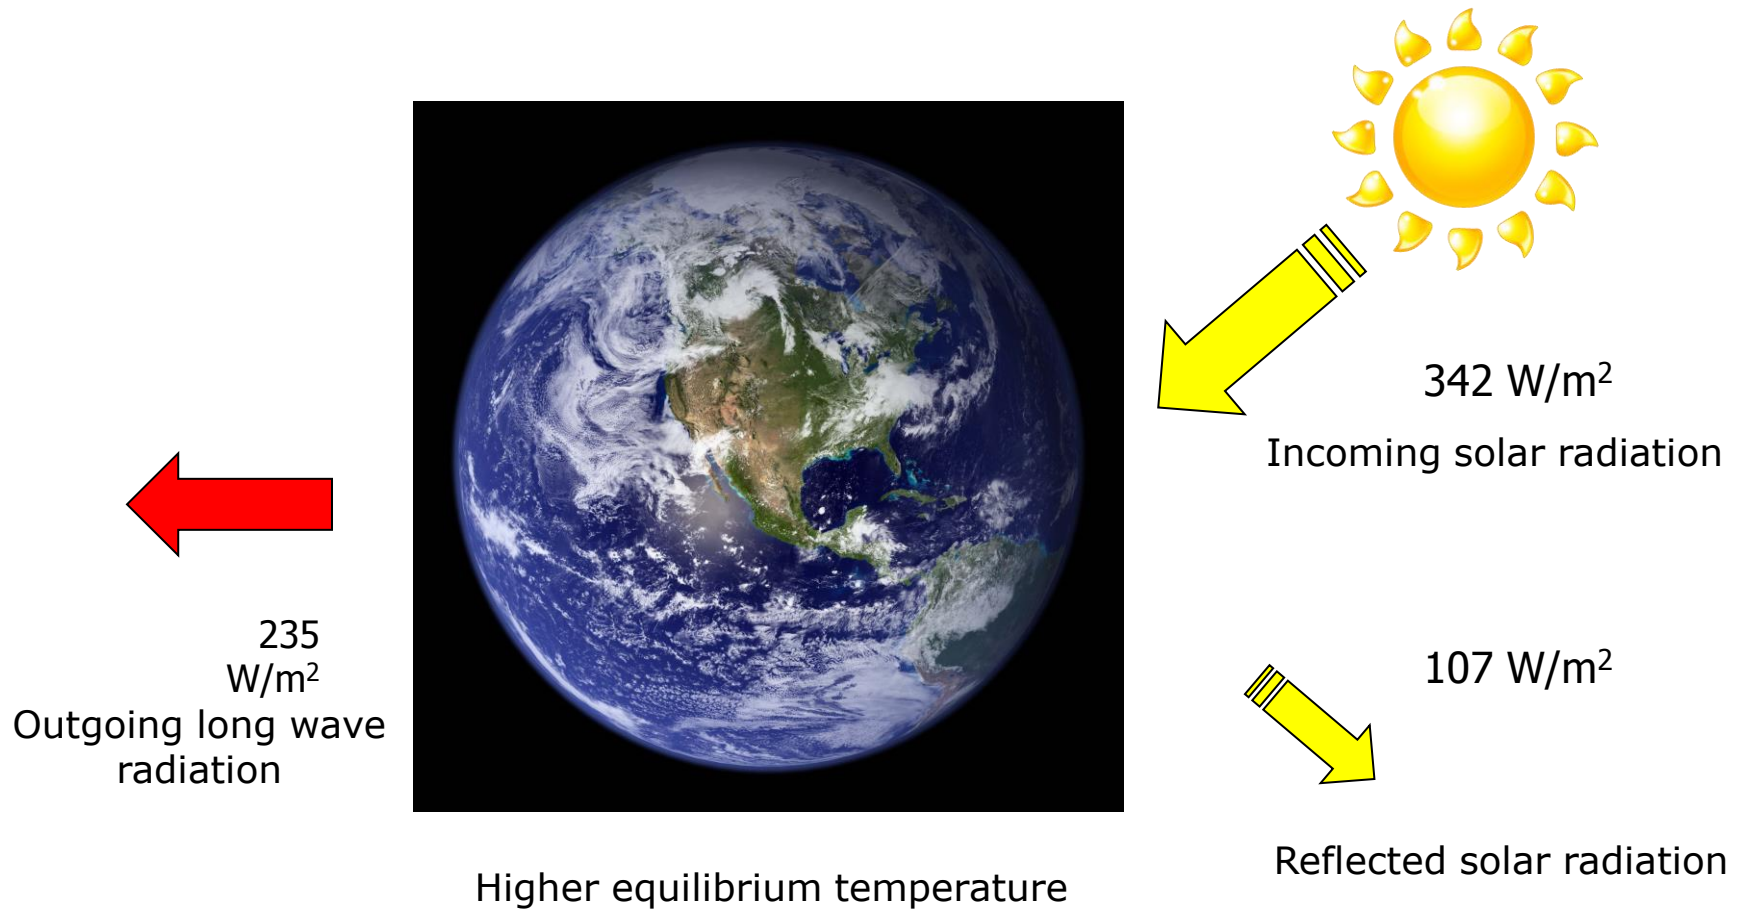 342 W/m²
Incoming solar radiation
235
W/m²
Outgoing long wave
radiation
107 W/m²
Reflected solar radiation
Higher equilibrium temperature